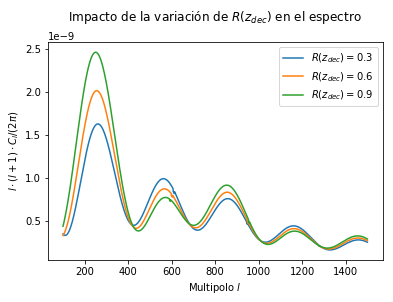 Impacto de la variación de R(z_dec) en el espectro
1e−9
2.5
2.0
1.5
1.0
0.5
l · (l + 1) · C_l/(2π)
R(z_dec) = 0.3
R(z_dec) = 0.6
R(z_dec) = 0.9
200 400 600 800 1000 1200 1400
Multipolo l